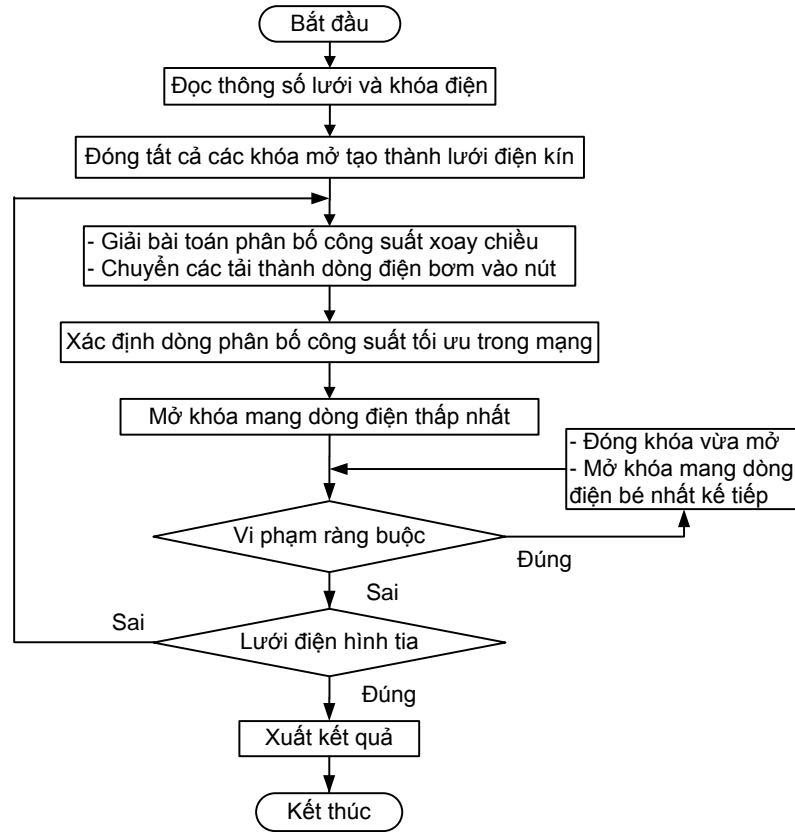 Bắt đầu
Đọc thông số lưới và khóa điện
Đóng tất cả các khóa mở tạo thành lưới điện kín
- Giải bài toán phân bố công suất xoay chiều
- Chuyển các tải thành dòng điện bơm vào nút
Xác định dòng phân bố công suất tối ưu trong mạng
Mở khóa mang dòng điện thấp nhất
- Đóng khóa vừa mở
- Mở khóa mang dòng
điện bé nhất kế tiếp
Vi phạm ràng buộc
Đúng
Sai
Sai
Lưới điện hình tia
Đúng
Xuất kết quả
Kết thúc